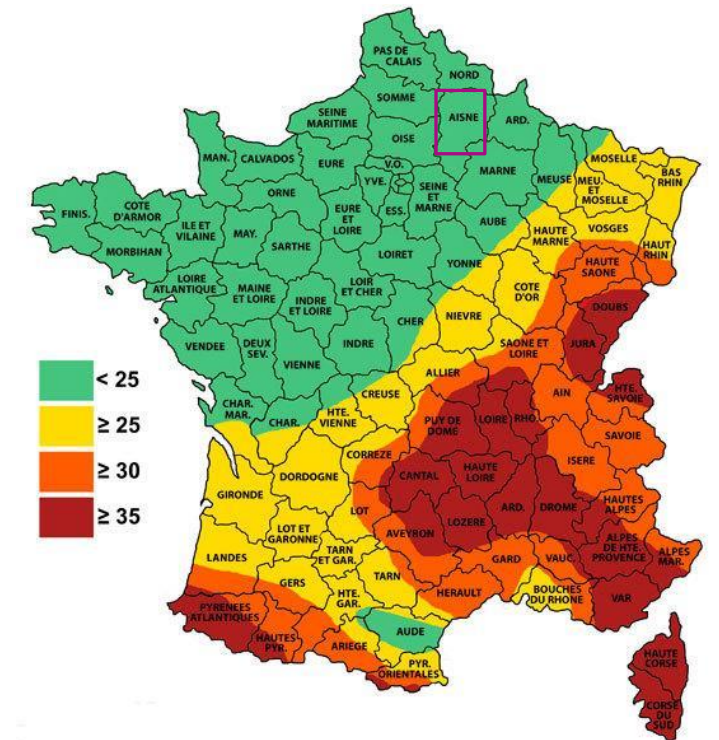 PAS DE
CALAIS
NORD
SOMME
AISNE
ARD.
SEINE
MARITIME
OISE
MAN.
CALVADOS
EURE
V.O.
YVE.
ESS.
SEINE
ET
MARNE
MARNE
MEUSE
MEU.
ET
MOSELLE
MOSELLE
BAS
RHIN
FINIS.
COTE
D'ARMOR
MORBIHAN
ILE ET
VILAINE
MAY.
ORNE
SARTHE
EURE
ET
LOIRE
LOIRET
AUBE
YONNE
HAUTE
MARNE
VOSGES
HAUT
RHIN
HAUTE
SAONE
LOIRE
ATLANTIQUE
MAINE
ET LOIRE
INDRE
ET LOIRE
LOIR
ET CHER
CHER
NIEVRE
COTE
D'OR
DOUBS
JURA
VENDEE
DEUX
SEV.
VIENNE
INDRE
ALLIER
SAONE ET
LOIRE
AIN
HTE.
SAVOIE
SAVOIE
< 25
≥ 25
≥ 30
≥ 35
CHAR.
MAR.
CHAR.
HTE.
VIENNE
CREUSE
PUY DE
DOME
LOIRE
RHO.
ISERE
GIRONDE
DORDOGNE
CORREZE
CANTAL
HAUTE
LOIRE
ARD.
DROME
HAUTES
ALPES
LOT
LOT ET
GARONNE
AVEYRON
LOZERE
GARD
VAUC.
ALPES
DE HTE.
PROVENCE
ALPES
MAR.
LANDES
TARN
ET GAR.
TARN
HERAULT
BOUCHES
DU RHONE
VAR
GERS
HTE.
GAR.
PYRENEES
ATLANTIQUES
HAUTES
PYR.
ARIEGE
AUDE
PYR.
ORIENTALES
HAUTE
CORSE
CORSE
DU
SUD